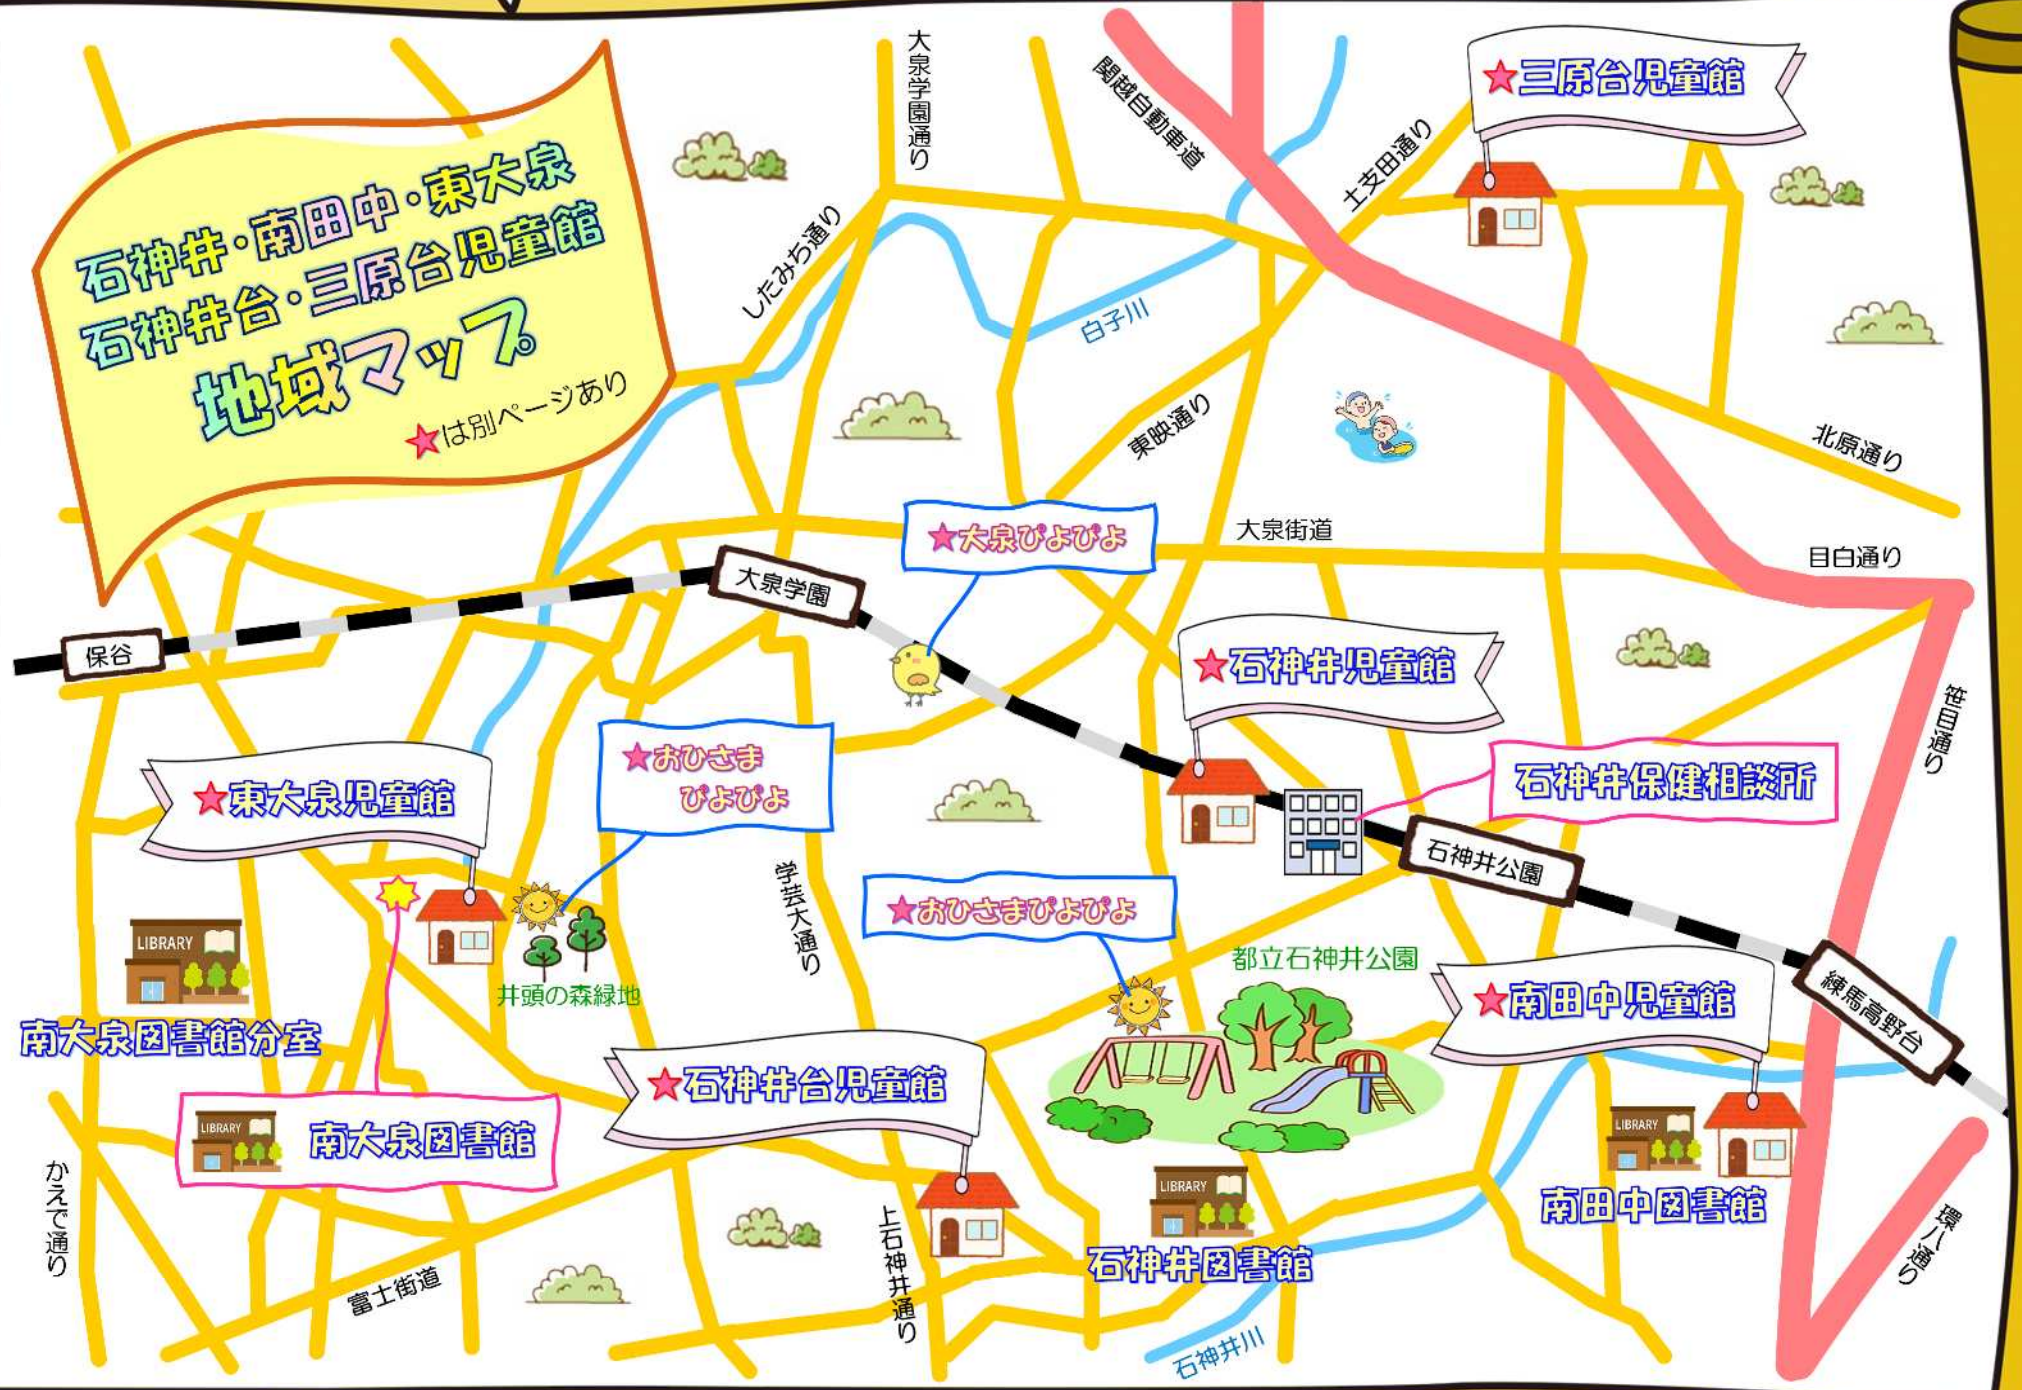 石神井・南田中・東大泉
石神井台・三原台児童館
地域マップ
★は別ページあり
大泉学園通り
関越自動車道
土支田通り
★三原台児童館
したみち通り
白子川
東映通り
北原通り
★大泉ぴよぴよ
大泉街道
目白通り
大泉学園
保谷
★石神井児童館
笹目通り
★おひさま
ぴよぴよ
石神井保健相談所
★東大泉児童館
石神井公園
学芸大通り
★おひさまぴよぴよ
都立石神井公園
LIBRARY
井頭の森緑地
★南田中児童館
練馬高野台
南大泉図書館分室
★石神井台児童館
LIBRARY
南大泉図書館
LIBRARY
南田中図書館
かえで通り
LIBRARY
石神井図書館
上石神井通り
環八通り
富士街道
石神井川